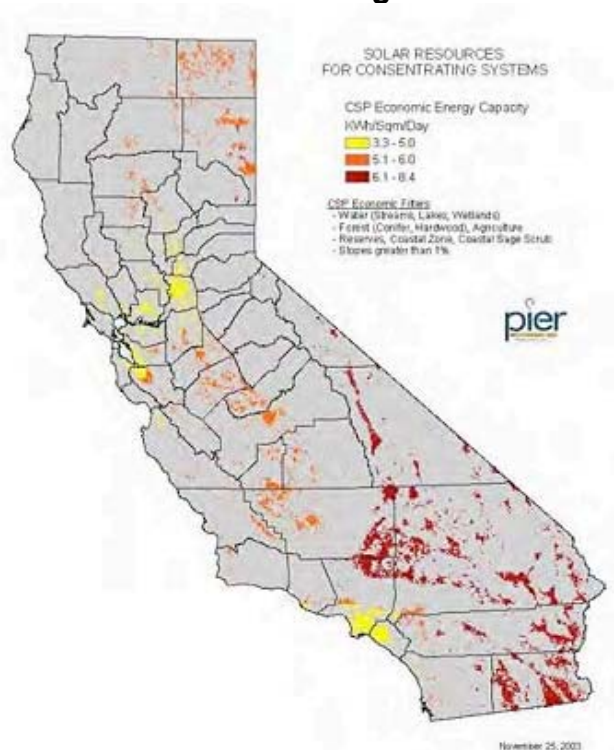 SOLAR RESOURCES
FOR CONSENTRATING SYSTEMS
CSP Economic Energy Capacity
KWh/Sqm/Day
3.3 - 5.0
5.1 - 6.0
6.1 - 8.4
CSP Economic Filters
- Water (Streams, Lakes, Wetlands)
- Forest (Conifer, Hardwood), Agriculture
- Reserves, Coastal Zone, Coastal Sage Scrub
- Slopes greater than 1%
pier
November 25, 2003